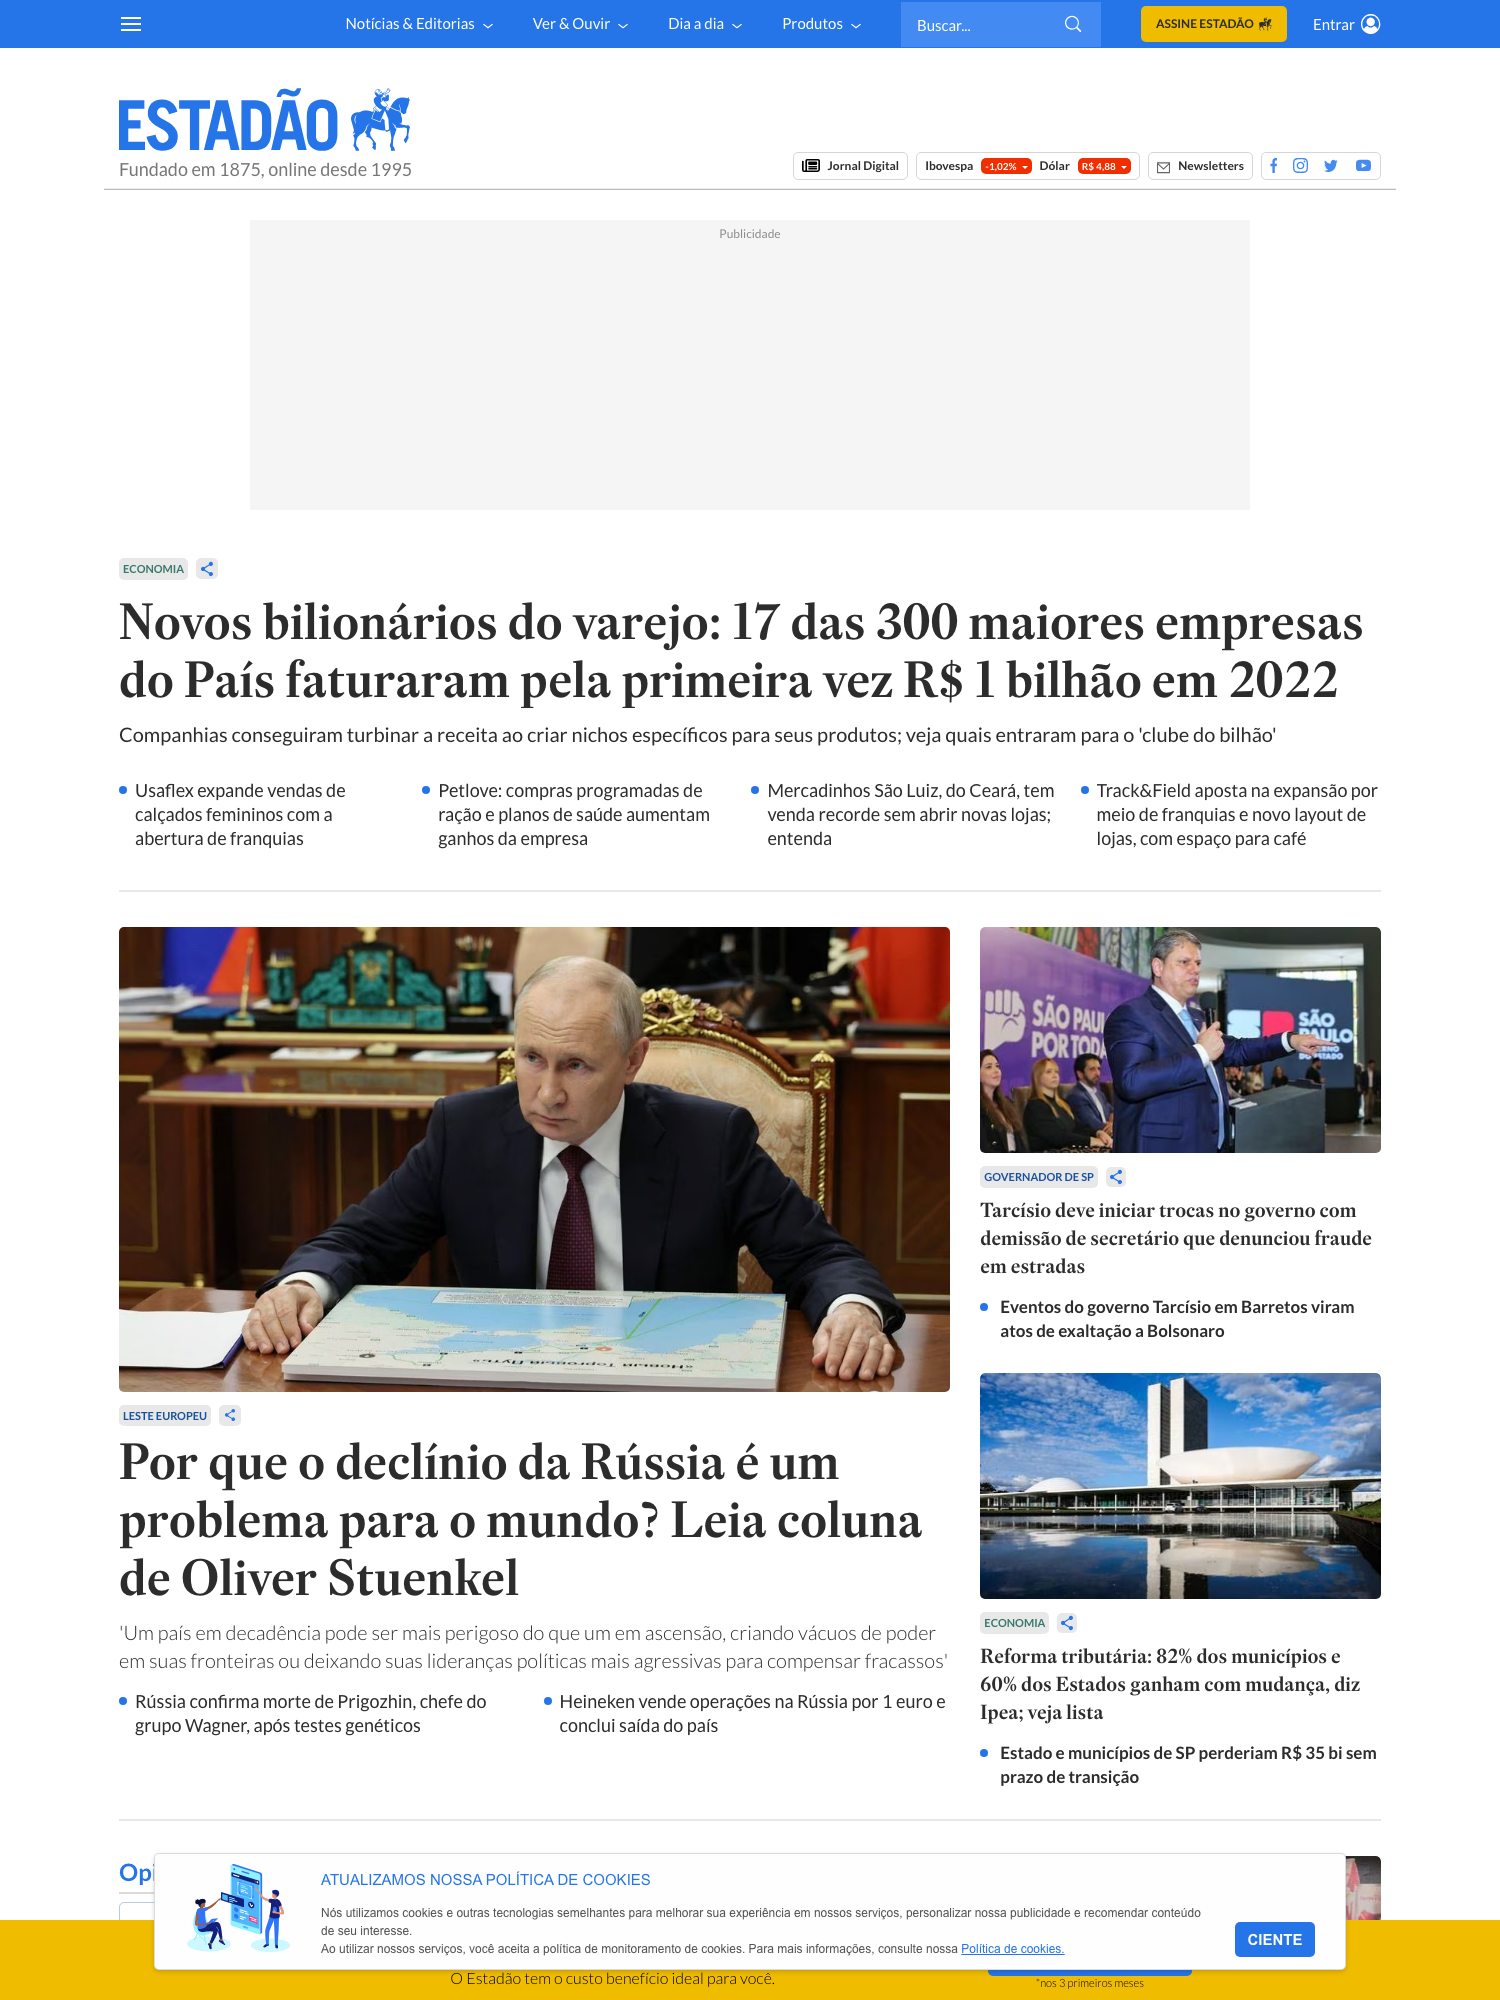 Notícias & Editorias
Ver & Ouvir
Dia a dia
Produtos
Buscar...
ASSINE ESTADÃO
Entrar
ESTADÃO
Fundado em 1875, online desde 1995
Jornal Digital
Ibovespa -1,02% Dólar R$ 4,88
Newsletters
Publicidade
ECONOMIA
Novos bilionários do varejo: 17 das 300 maiores empresas
do País faturaram pela primeira vez R$ 1 bilhão em 2022
Companhias conseguiram turbinar a receita ao criar nichos específicos para seus produtos; veja quais entraram para o 'clube do bilhão'
Usaflex expande vendas de
calçados femininos com a
abertura de franquias
Petlove: compras programadas de
ração e planos de saúde aumentam
ganhos da empresa
Mercadinhos São Luiz, do Ceará, tem
venda recorde sem abrir novas lojas;
entenda
Track&Field aposta na expansão por
meio de franquias e novo layout de
lojas, com espaço para café
«Новый Торговый Путь»
LESTE EUROPEU
Por que o declínio da Rússia é um
problema para o mundo? Leia coluna
de Oliver Stuenkel
'Um país em decadência pode ser mais perigoso do que um em ascensão, criando vácuos de poder
em suas fronteiras ou deixando suas lideranças políticas mais agressivas para compensar fracassos'
Rússia confirma morte de Prigozhin, chefe do
grupo Wagner, após testes genéticos
Heineken vende operações na Rússia por 1 euro e
conclui saída do país
SÃO PAUL
POR TODA
SP SÃO
PAULO
GOVERNO
DO ESTADO
GOVERNADOR DE SP
Tarcísio deve iniciar trocas no governo com
demissão de secretário que denunciou fraude
em estradas
Eventos do governo Tarcísio em Barretos viram
atos de exaltação a Bolsonaro
ECONOMIA
Reforma tributária: 82% dos municípios e
60% dos Estados ganham com mudança, diz
Ipea; veja lista
Estado e municípios de SP perderiam R$ 35 bi sem
prazo de transição
Opi
ATUALIZAMOS NOSSA POLÍTICA DE COOKIES
Nós utilizamos cookies e outras tecnologias semelhantes para melhorar sua experiência em nossos serviços, personalizar nossa publicidade e recomendar conteúdo
de seu interesse.
Ao utilizar nossos serviços, você aceita a política de monitoramento de cookies. Para mais informações, consulte nossa Política de cookies.
CIENTE
O Estadão tem o custo benefício ideal para você.
*nos 3 primeiros meses